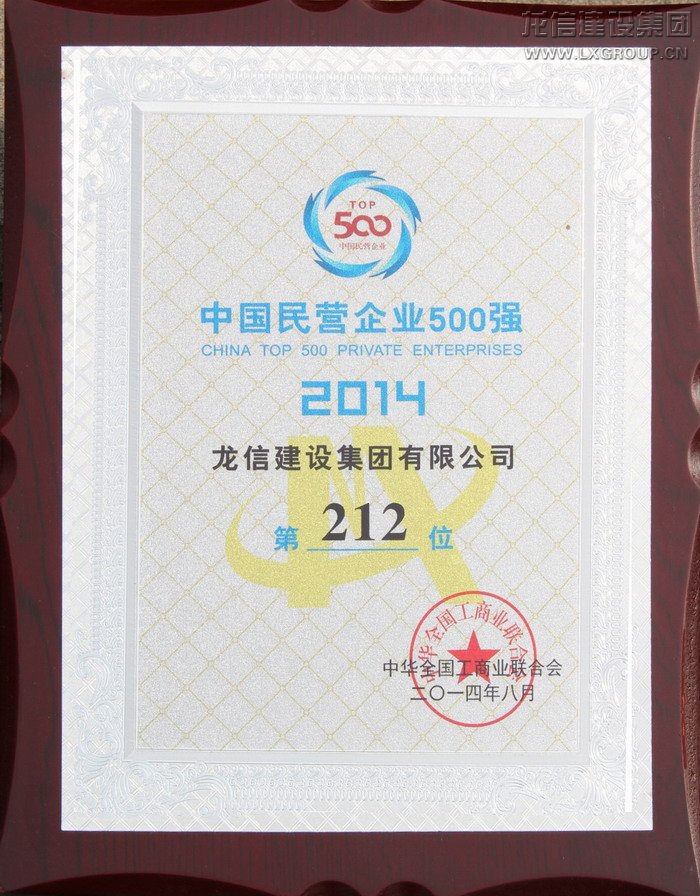 龙信建设集团
WWW.LXGROUP.CN
TOP
500
中国民营企业
中国民营企业500强
CHINA TOP 500 PRIVATE ENTERPRISES
2014
龙信建设集团有限公司
第 212 位
中华全国工商业联合会
中华全国工商业联合会
二〇一四年八月